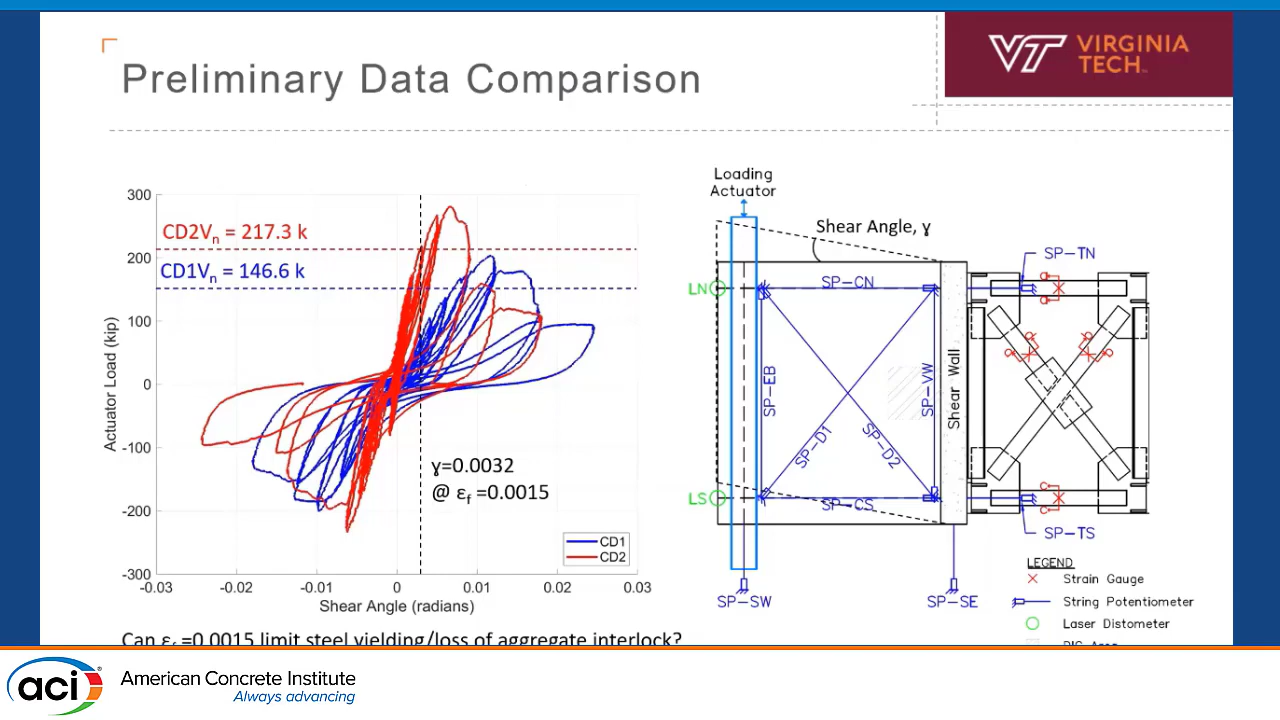 Preliminary Data Comparison
VIRGINIA
TECH
300
200
100
0
-100
-200
-300
-0.03
-0.02
-0.01
0
0.01
0.02
0.03
Actuator Load (kip)
Shear Angle (radians)
CD2Vn = 217.3 k
CD1Vn = 146.6 k
ɣ=0.0032
@ εf =0.0015
CD1
CD2
Loading
Actuator
Shear Angle, ɣ
SP-TN
LN
SP-CN
SP-EB
SP-VW
Shear Wall
SP-D1
SP-D2
LS
SP-CS
SP-TS
SP-SW
SP-SE
LEGEND
Strain Gauge
String Potentiometer
Laser Distometer
DIC Area
Can εf =0.0015 limit steel yielding/loss of aggregate interlock?
aci
American Concrete Institute
Always advancing